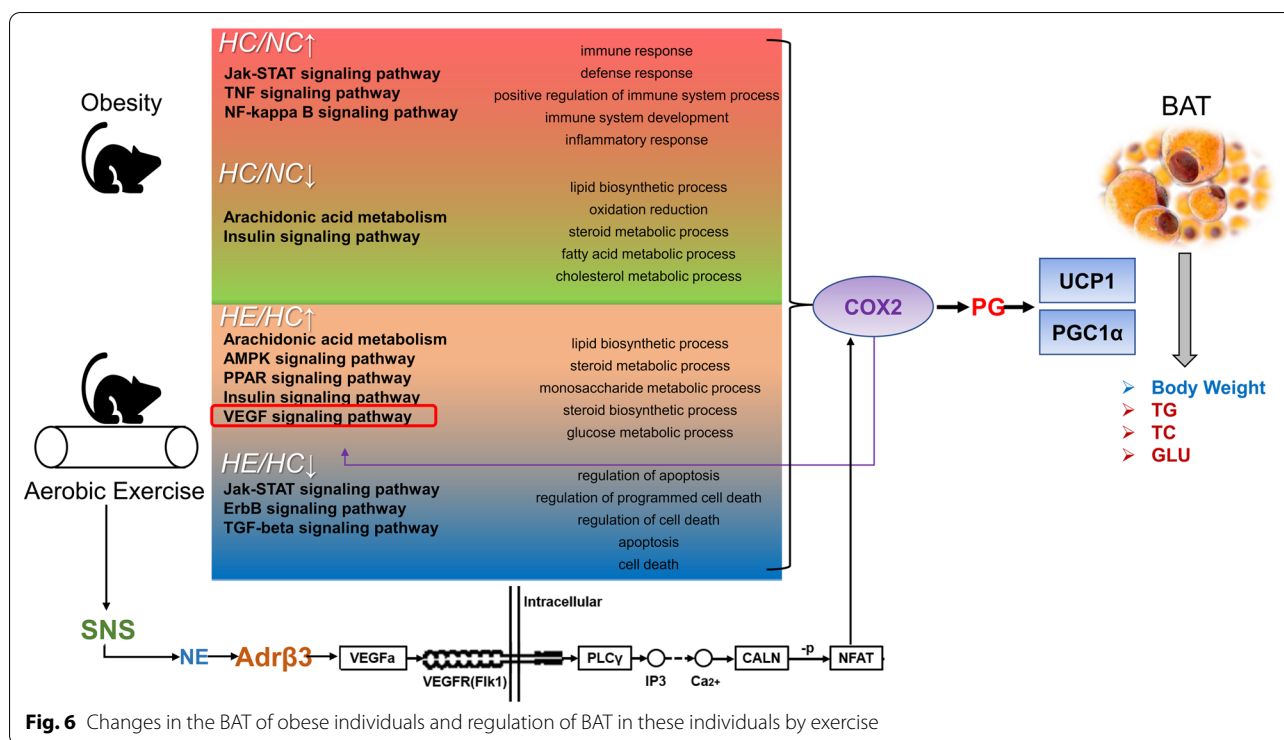 Obesity
HC/NC↑
Jak-STAT signaling pathway
TNF signaling pathway
NF-kappa B signaling pathway
immune response
defense response
positive regulation of immune system process
immune system development
inflammatory response
HC/NC↓
Arachidonic acid metabolism
Insulin signaling pathway
lipid biosynthetic process
oxidation reduction
steroid metabolic process
fatty acid metabolic process
cholesterol metabolic process
Aerobic Exercise
HE/HC↑
Arachidonic acid metabolism
AMPK signaling pathway
PPAR signaling pathway
Insulin signaling pathway
VEGF signaling pathway
lipid biosynthetic process
steroid metabolic process
monosaccharide metabolic process
steroid biosynthetic process
glucose metabolic process
HE/HC↓
Jak-STAT signaling pathway
ErbB signaling pathway
TGF-beta signaling pathway
regulation of apoptosis
regulation of programmed cell death
regulation of cell death
apoptosis
cell death
COX2
PG
UCP1
PGC1α
BAT
Body Weight
TG
TC
GLU
Intracellular
SNS
NE
Adrβ3
VEGFa
VEGFR(Flk1)
PLCγ
IP3
Ca2+
CALN
-p
NFAT
Fig. 6 Changes in the BAT of obese individuals and regulation of BAT in these individuals by exercise